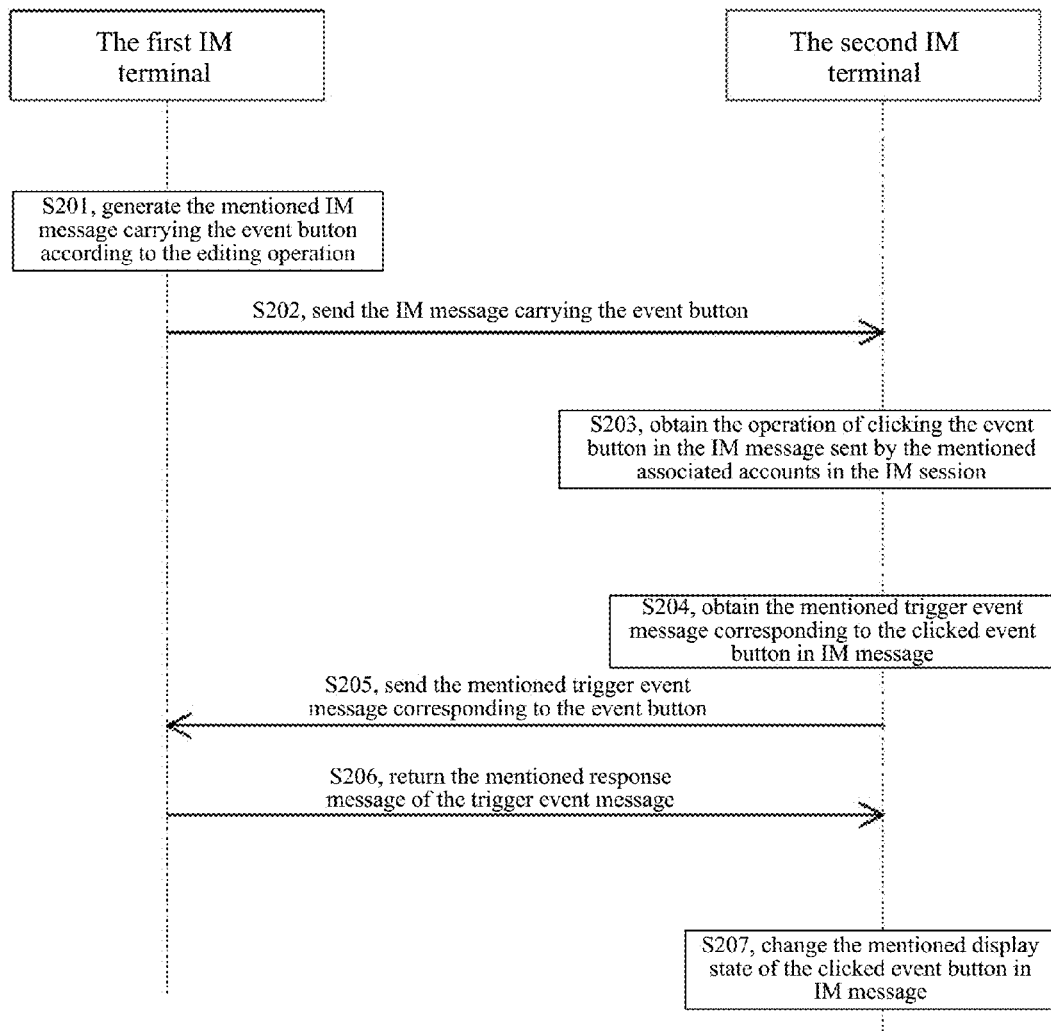 The first IM
terminal
The second IM
terminal
S201, generate the mentioned IM
message carrying the event button
according to the editing operation
S202, send the IM message carrying the event button
S203, obtain the operation of clicking the event
button in the IM message sent by the mentioned
associated accounts in the IM session
S204, obtain the mentioned trigger event
message corresponding to the clicked event
button in IM message
S205, send the mentioned trigger event
message corresponding to the event button
S206, return the mentioned response
message of the trigger event message
S207, change the mentioned display
state of the clicked event button in
IM message